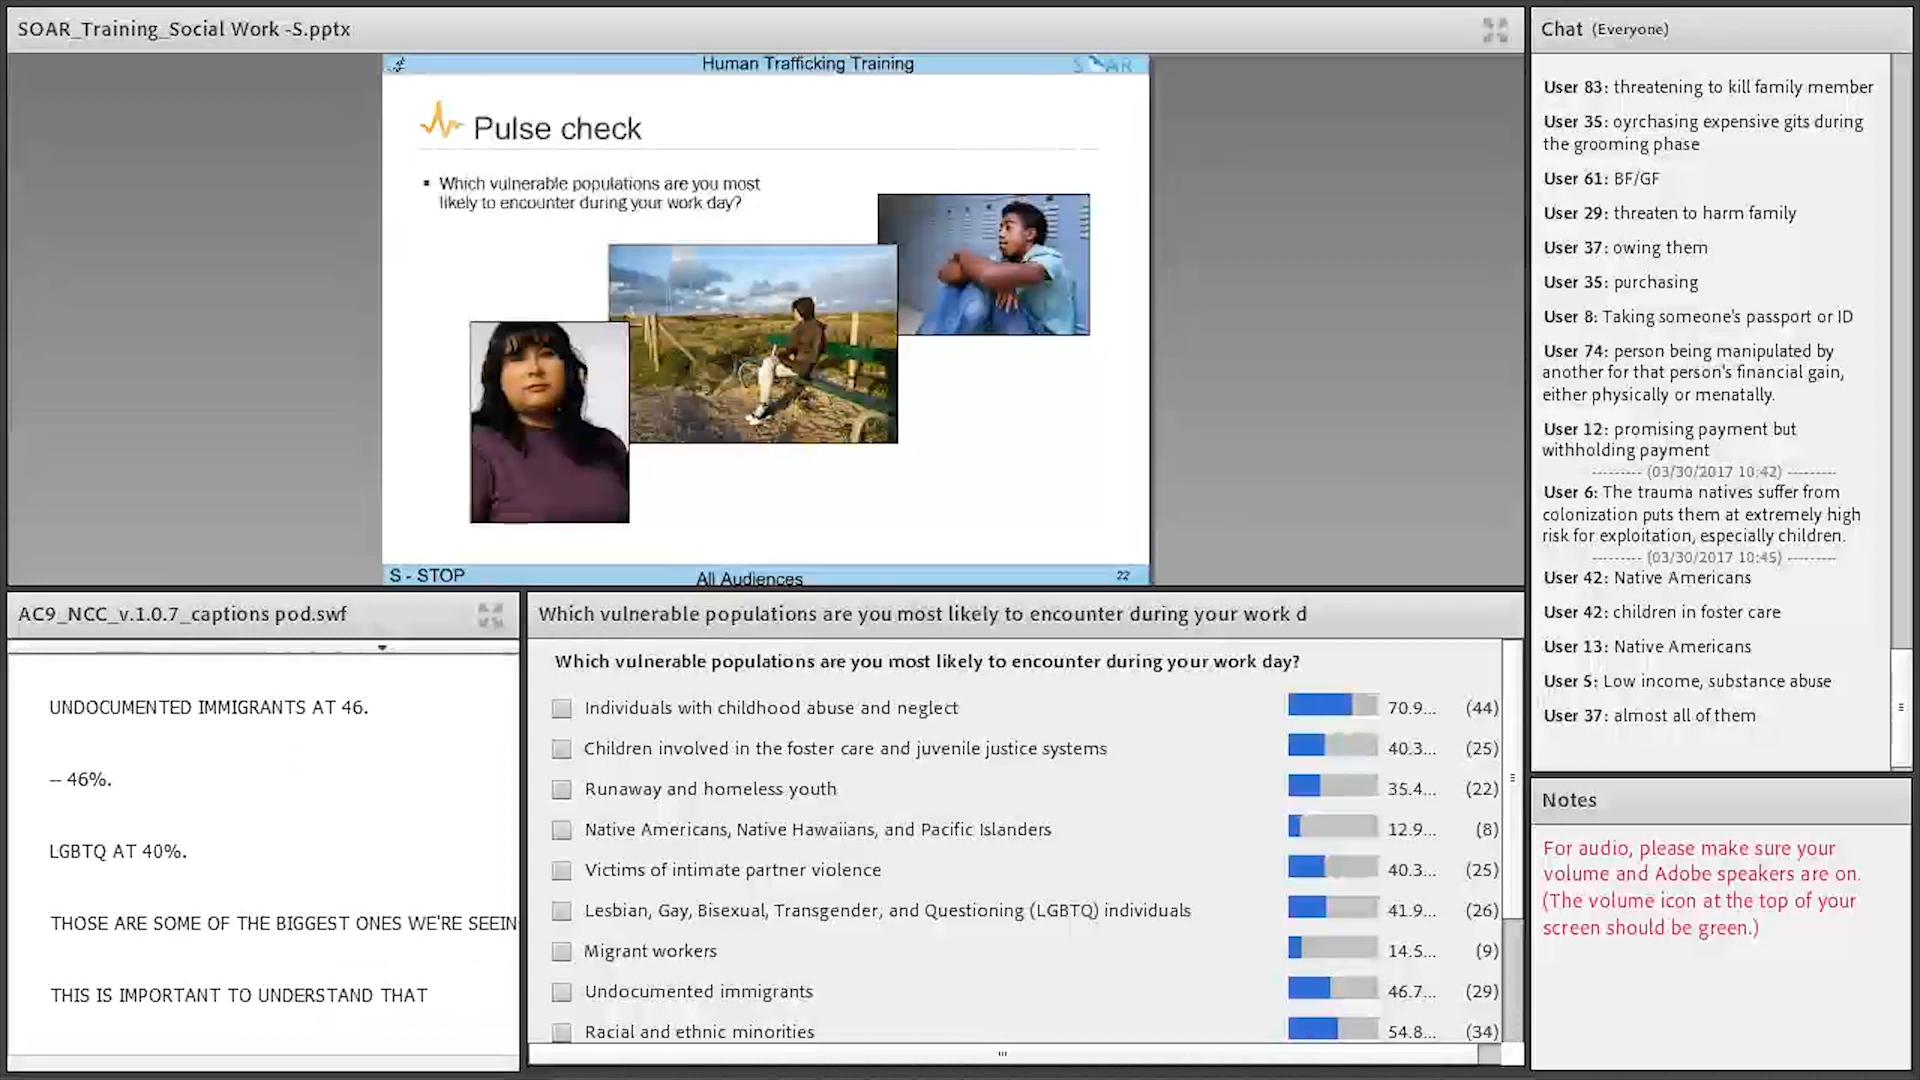 SOAR_Training_Social Work -S.pptx
Human Trafficking Training
SOAR
Pulse check
Which vulnerable populations are you most
likely to encounter during your work day?
S - STOP
All Audiences
22
AC9_NCC_v.1.0.7_captions pod.swf
UNDOCUMENTED IMMIGRANTS AT 46.
-- 46%.
LGBTQ AT 40%.
THOSE ARE SOME OF THE BIGGEST ONES WE'RE SEEIN
THIS IS IMPORTANT TO UNDERSTAND THAT
Which vulnerable populations are you most likely to encounter during your work d
Which vulnerable populations are you most likely to encounter during your work day?
Individuals with childhood abuse and neglect 70.9... (44)
Children involved in the foster care and juvenile justice systems 40.3... (25)
Runaway and homeless youth 35.4... (22)
Native Americans, Native Hawaiians, and Pacific Islanders 12.9... (8)
Victims of intimate partner violence 40.3... (25)
Lesbian, Gay, Bisexual, Transgender, and Questioning (LGBTQ) individuals 41.9... (26)
Migrant workers 14.5... (9)
Undocumented immigrants 46.7... (29)
Racial and ethnic minorities 54.8... (34)
Chat (Everyone)
User 83: threatening to kill family member
User 35: oyrchasing expensive gits during
the grooming phase
User 61: BF/GF
User 29: threaten to harm family
User 37: owing them
User 35: purchasing
User 8: Taking someone's passport or ID
User 74: person being manipulated by
another for that person's financial gain,
either physically or menatally.
User 12: promising payment but
withholding payment
--------- (03/30/2017 10:42) ---------
User 6: The trauma natives suffer from
colonization puts them at extremely high
risk for exploitation, especially children.
--------- (03/30/2017 10:45) ---------
User 42: Native Americans
User 42: children in foster care
User 13: Native Americans
User 5: Low income, substance abuse
User 37: almost all of them
Notes
For audio, please make sure your
volume and Adobe speakers are on.
(The volume icon at the top of your
screen should be green.)